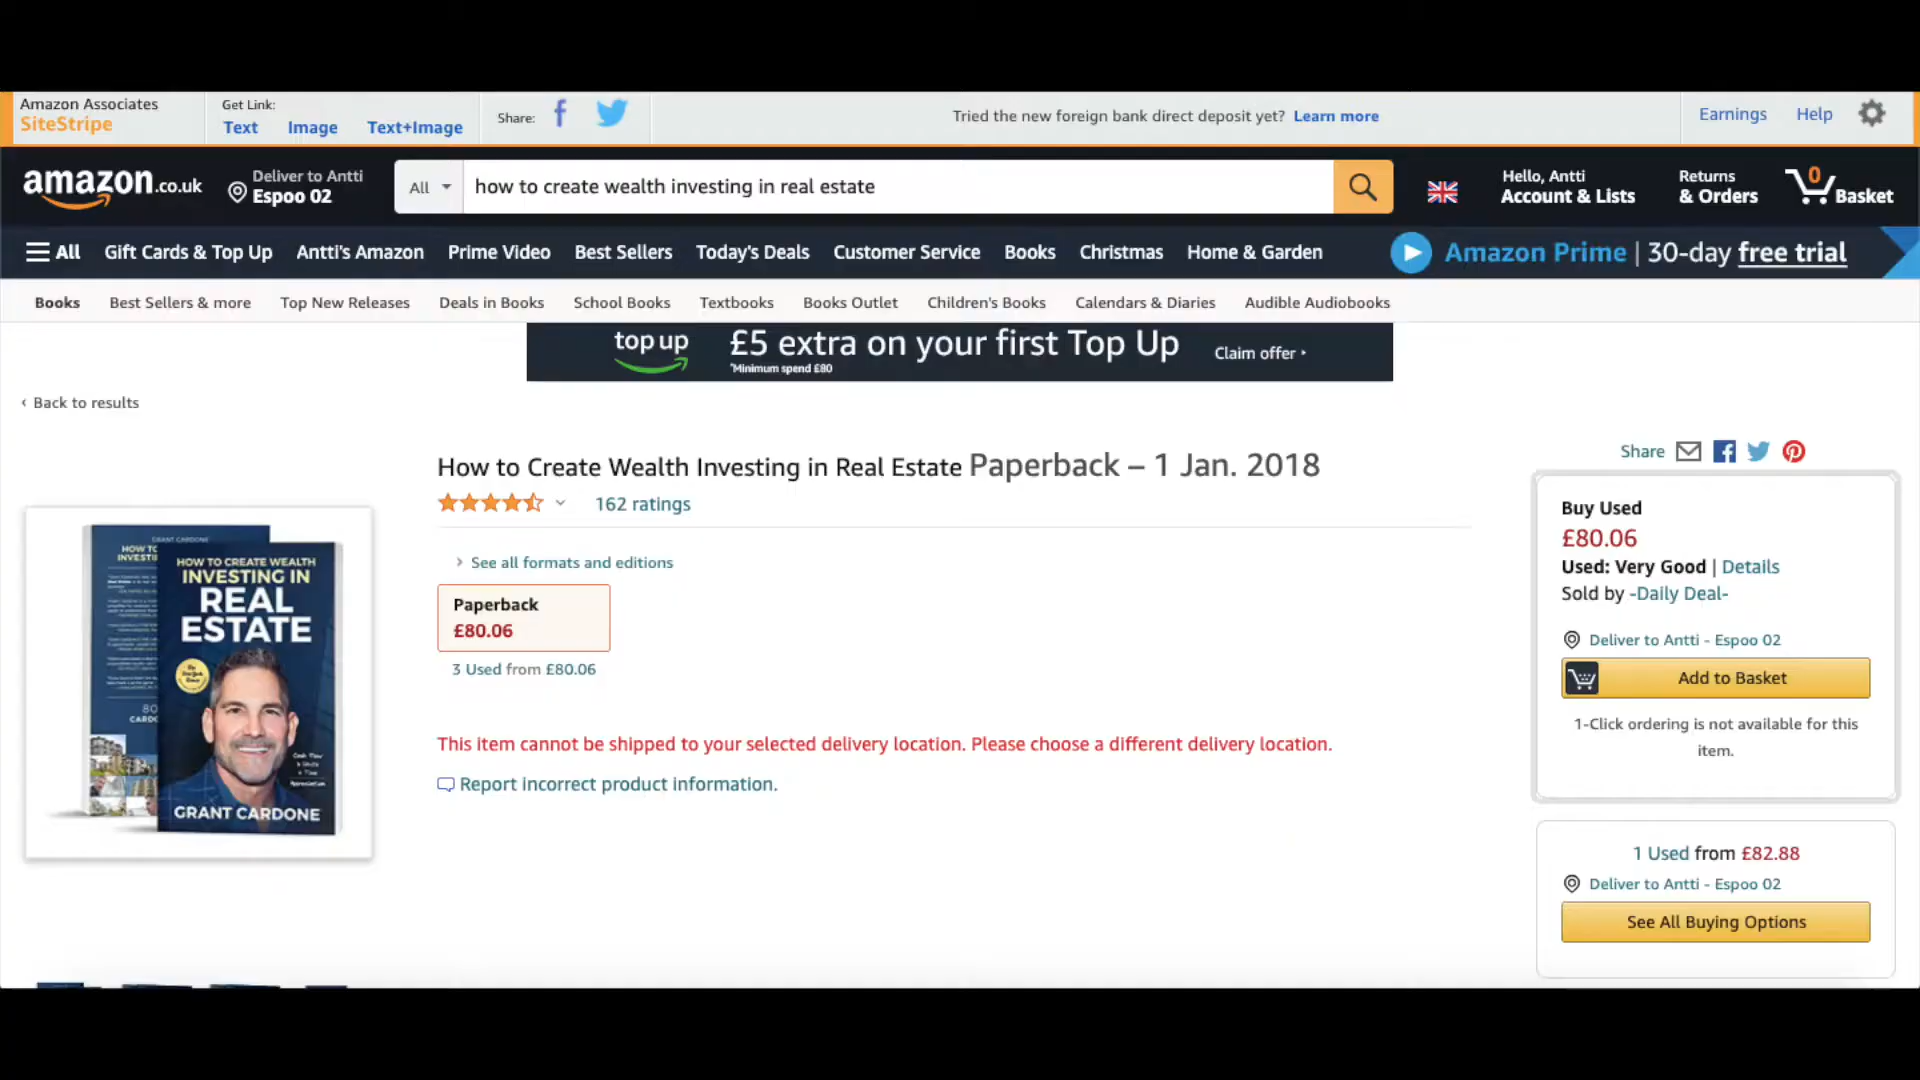 Amazon Associates
SiteStripe
Get Link:
Text Image Text+Image
Share:
Tried the new foreign bank direct deposit yet? Learn more
Earnings Help
amazon.co.uk
Deliver to Antti
Espoo 02
All
how to create wealth investing in real estate
Hello, Antti
Account & Lists
Returns
& Orders
0
Basket
All Gift Cards & Top Up Antti's Amazon Prime Video Best Sellers Today's Deals Customer Service Books Christmas Home & Garden
Amazon Prime | 30-day free trial
Books Best Sellers & more Top New Releases Deals in Books School Books Textbooks Books Outlet Children's Books Calendars & Diaries Audible Audiobooks
top up
£5 extra on your first Top Up
*Minimum spend £80
Claim offer ‣
‹ Back to results
How to Create Wealth Investing in Real Estate Paperback – 1 Jan. 2018
162 ratings
See all formats and editions
Paperback
£80.06
3 Used from £80.06
This item cannot be shipped to your selected delivery location. Please choose a different delivery location.
Report incorrect product information.
GRANT CARDONE
HOW TO CREATE WEALTH
INVESTING IN
REAL
ESTATE
GRANT CARDONE
Share
Buy Used
£80.06
Used: Very Good | Details
Sold by -Daily Deal-
Deliver to Antti - Espoo 02
Add to Basket
1-Click ordering is not available for this
item.
1 Used from £82.88
Deliver to Antti - Espoo 02
See All Buying Options